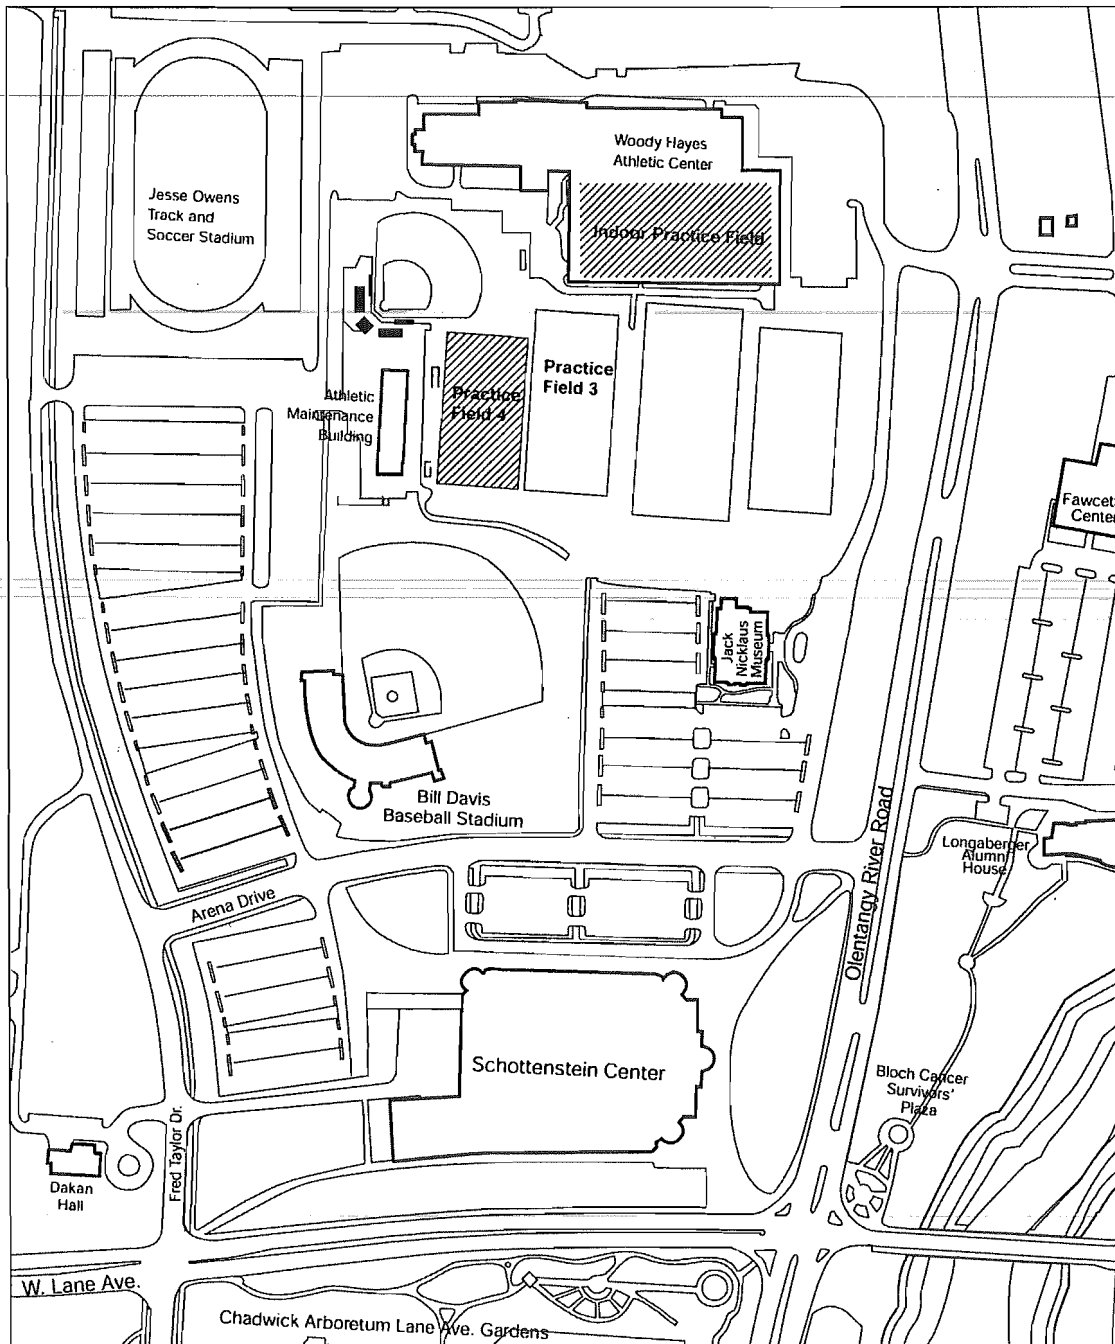 Woody Hayes
Athletic Center
Jesse Owens
Track and
Soccer Stadium
Indoor Practice Field
Practice
Field 3
Practice
Field 4
Athletic
Maintenance
Building
Fawcet
Center
Jack
Nicklaus
Museum
Bill Davis
Baseball Stadium
Olentangy River Road
Longaberger
Alumni
House
Arena Drive
Schottenstein Center
Bloch Cancer
Survivors'
Plaza
Fred Taylor Dr.
Dakan
Hall
W. Lane Ave.
Chadwick Arboretum Lane Ave. Gardens